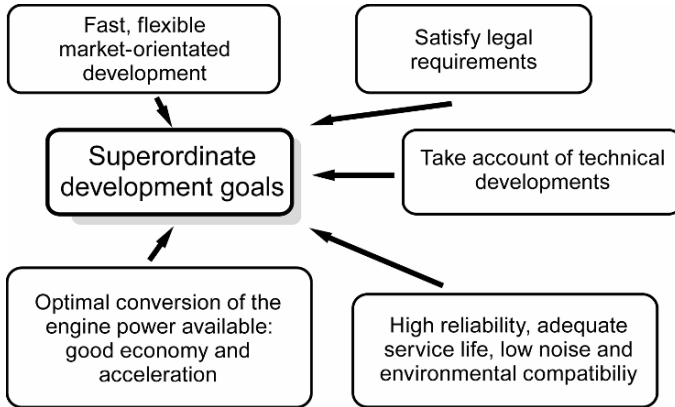 Fast, flexible
market-orientated
development
Satisfy legal
requirements
Superordinate
development goals
Take account of technical
developments
Optimal conversion of the
engine power available:
good economy and
acceleration
High reliability, adequate
service life, low noise and
environmental compatibiliy